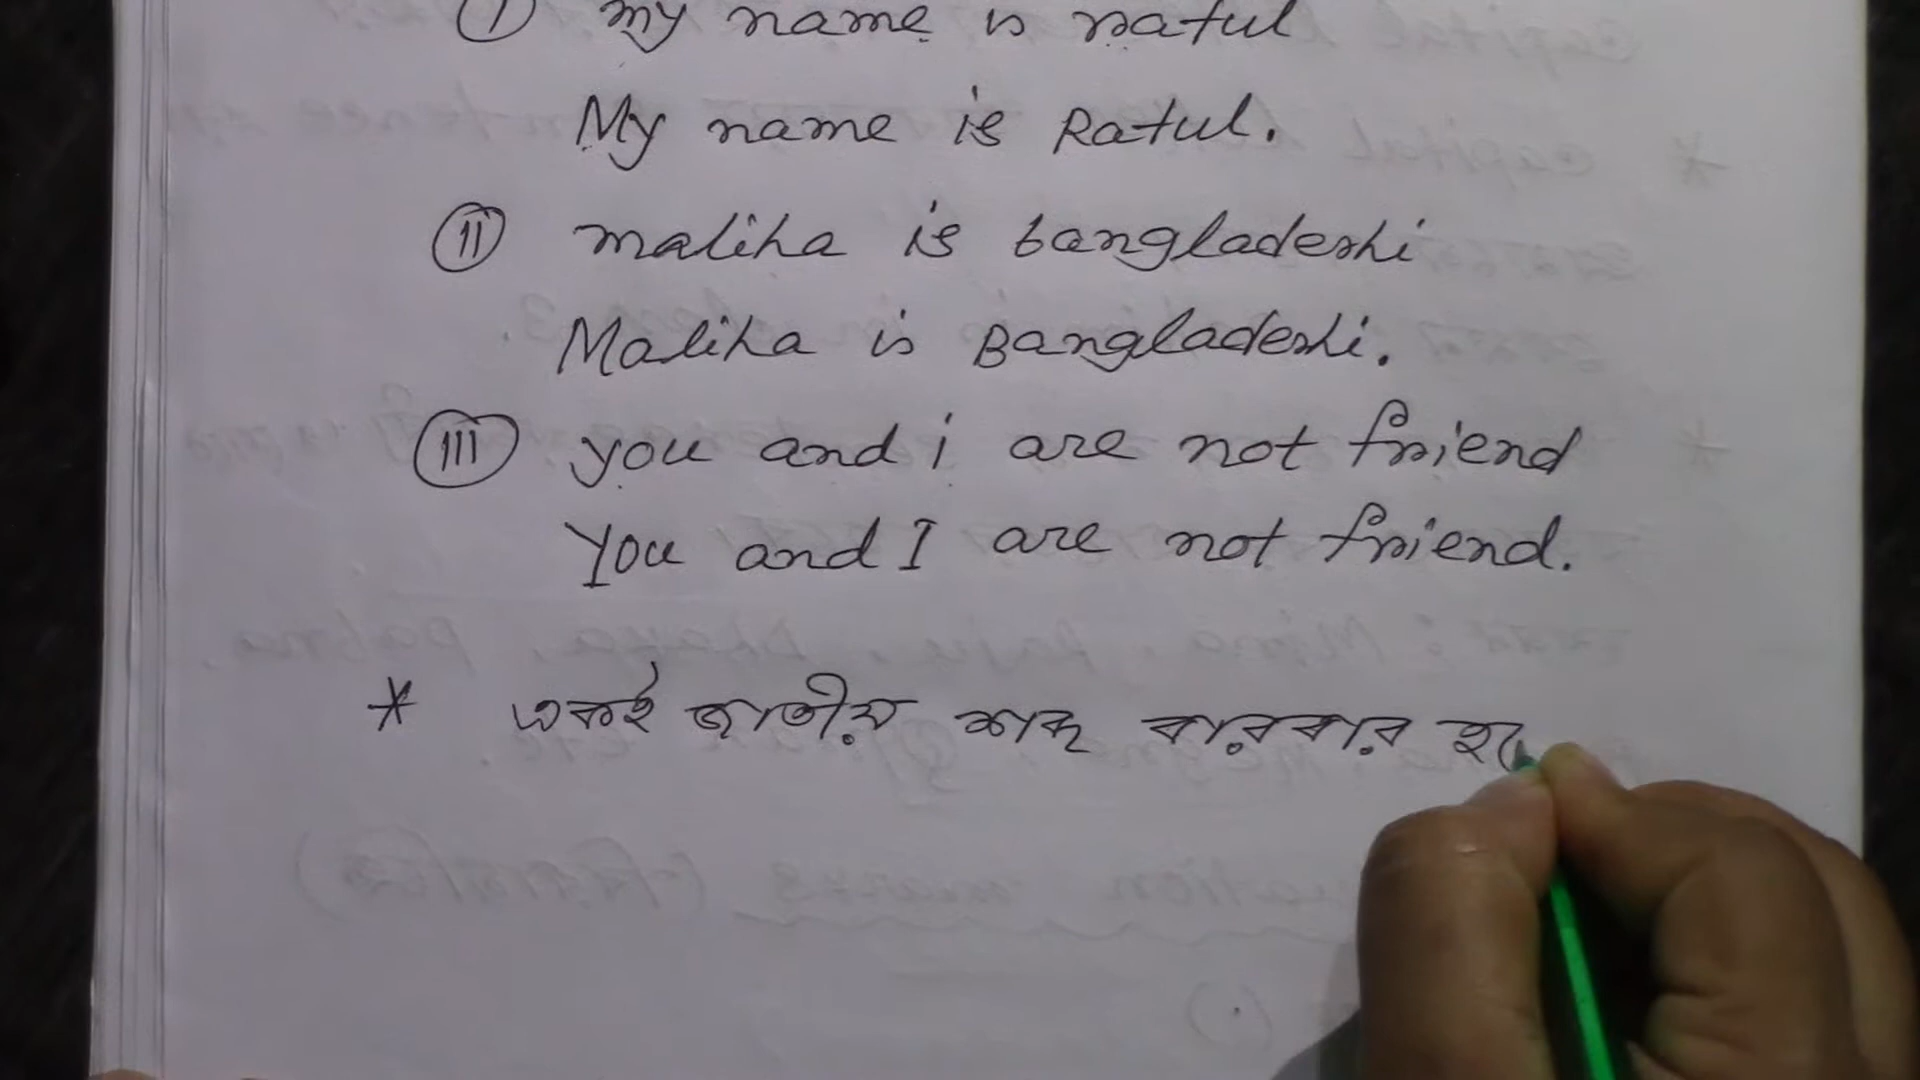 (i) my name is ratul
My name is Ratul.
(ii) maliha is bangladeshi
Maliha is Bangladeshi.
(iii) you and i are not friend
You and I are not friend.
* একই জাতীয় শব্দ বারবার হ